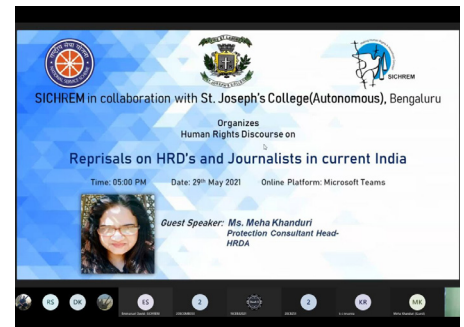 SICHREM
SICHREM in collaboration with St. Joseph's College(Autonomous), Bengaluru
Organizes
Human Rights Discourse on
Reprisals on HRD's and Journalists in current India
Time: 05:00 PM Date: 29th May 2021 Online Platform: Microsoft Teams
Guest Speaker: Ms. Meha Khanduri
Protection Consultant Head-
HRDA
RS DK ES 2 2 KR MK